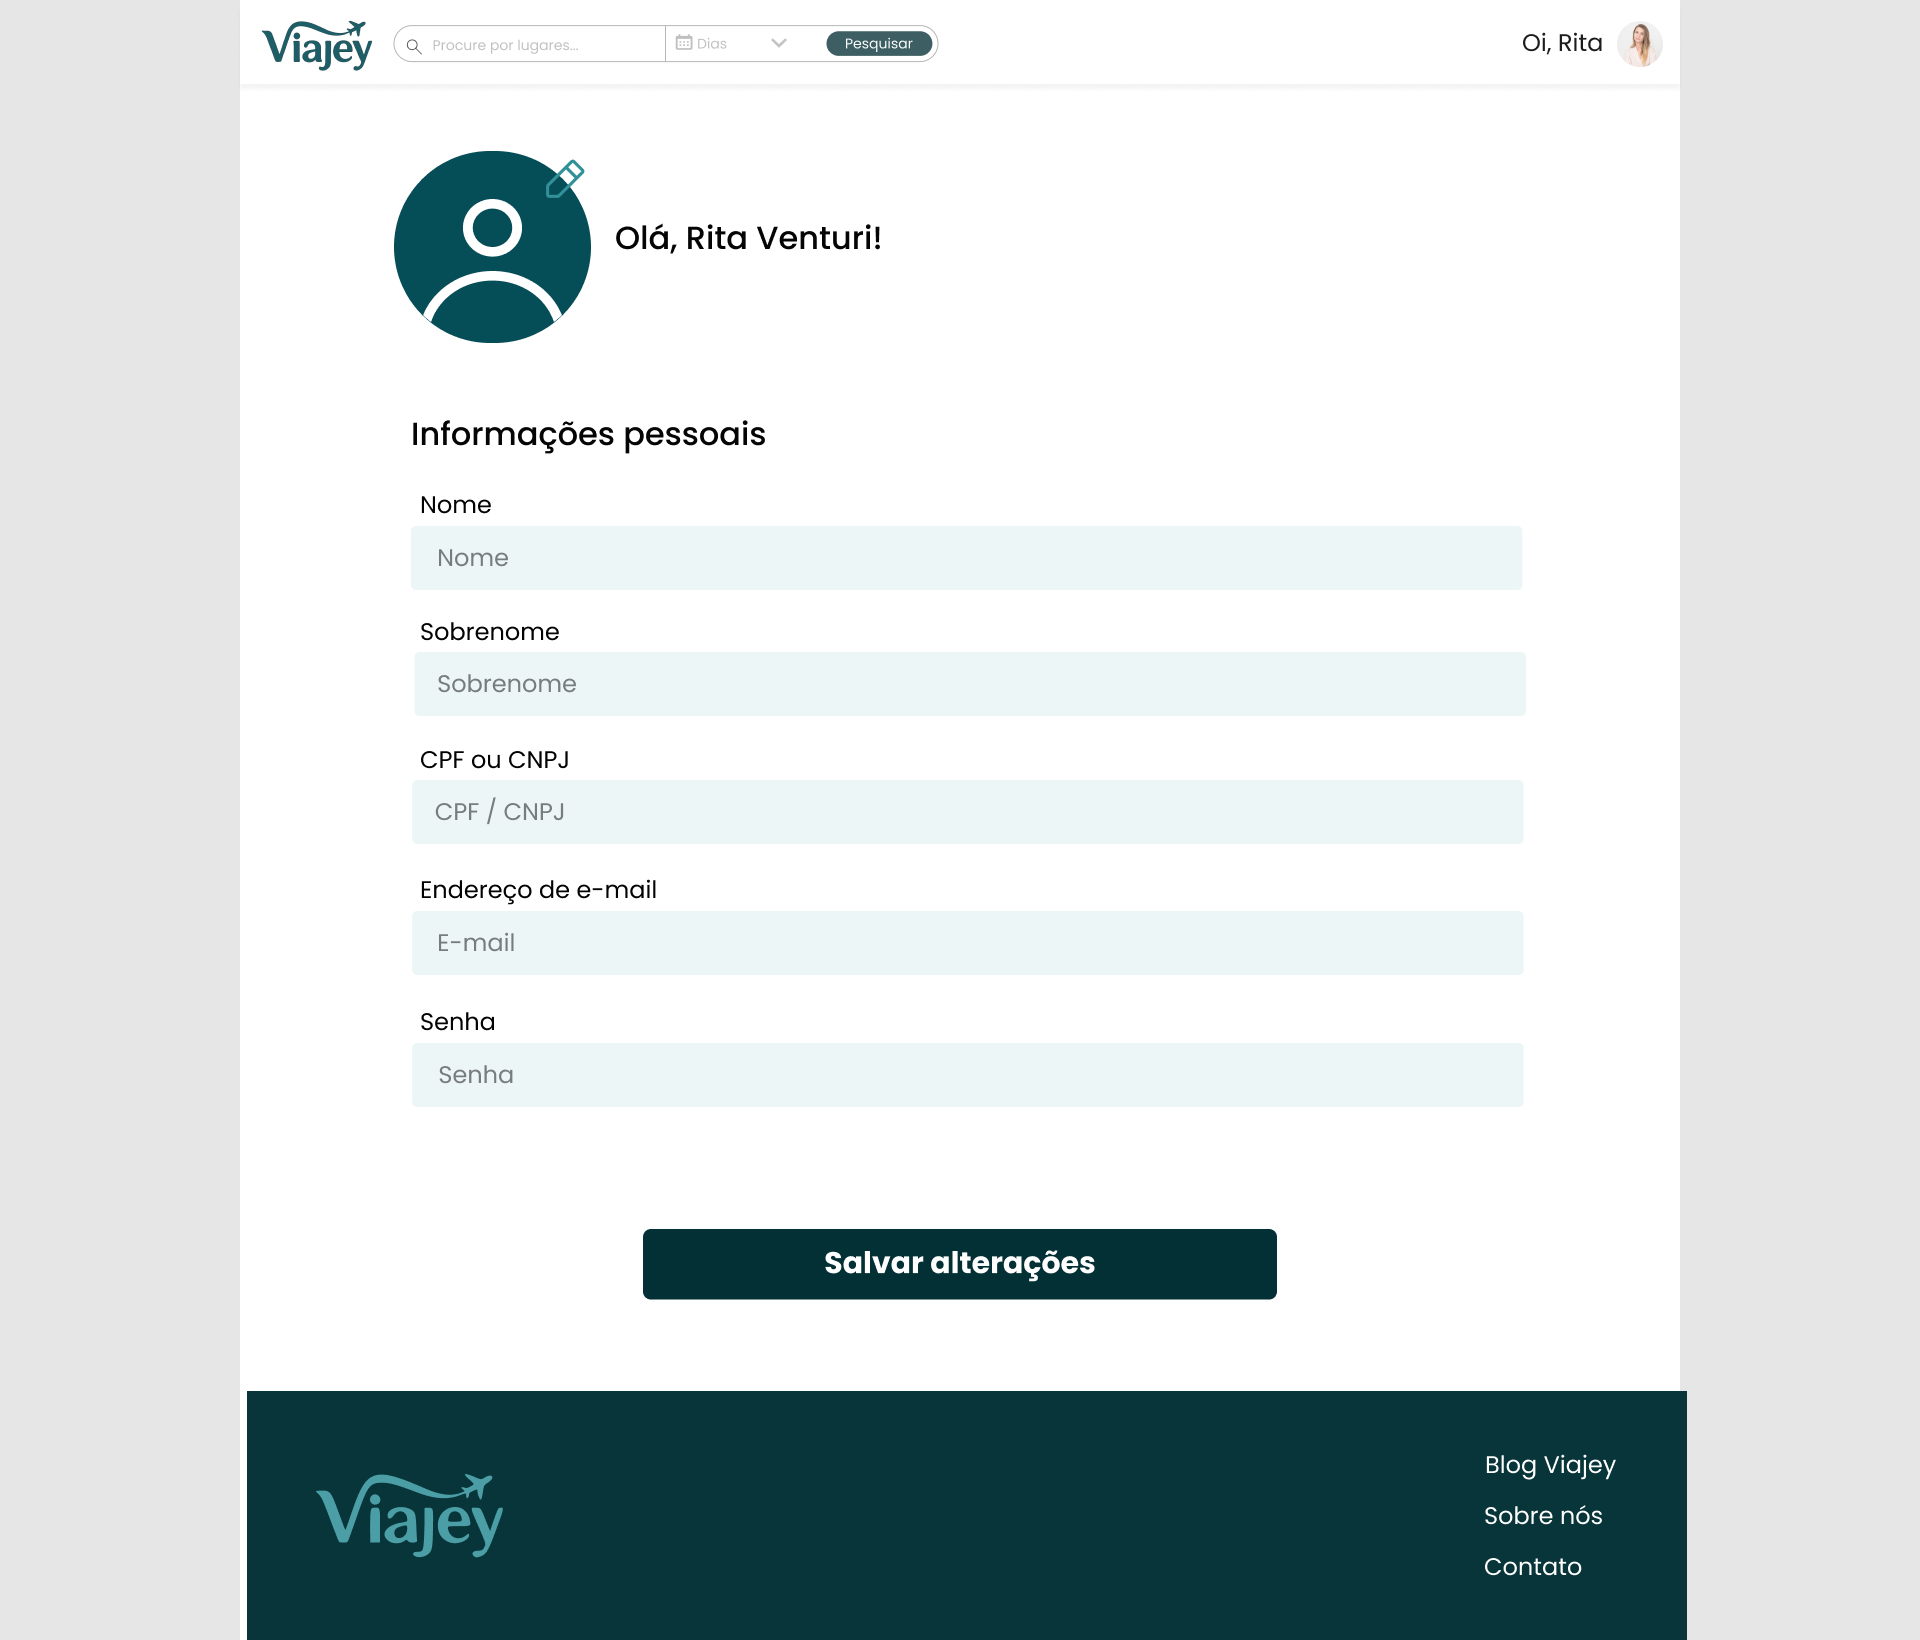 Viajey
Procure por lugares...
Dias
Pesquisar
Oi, Rita
Olá, Rita Venturi!
Informações pessoais
Nome
Nome
Sobrenome
Sobrenome
CPF ou CNPJ
CPF / CNPJ
Endereço de e-mail
E-mail
Senha
Senha
Salvar alterações
Viajey
Blog Viajey
Sobre nós
Contato